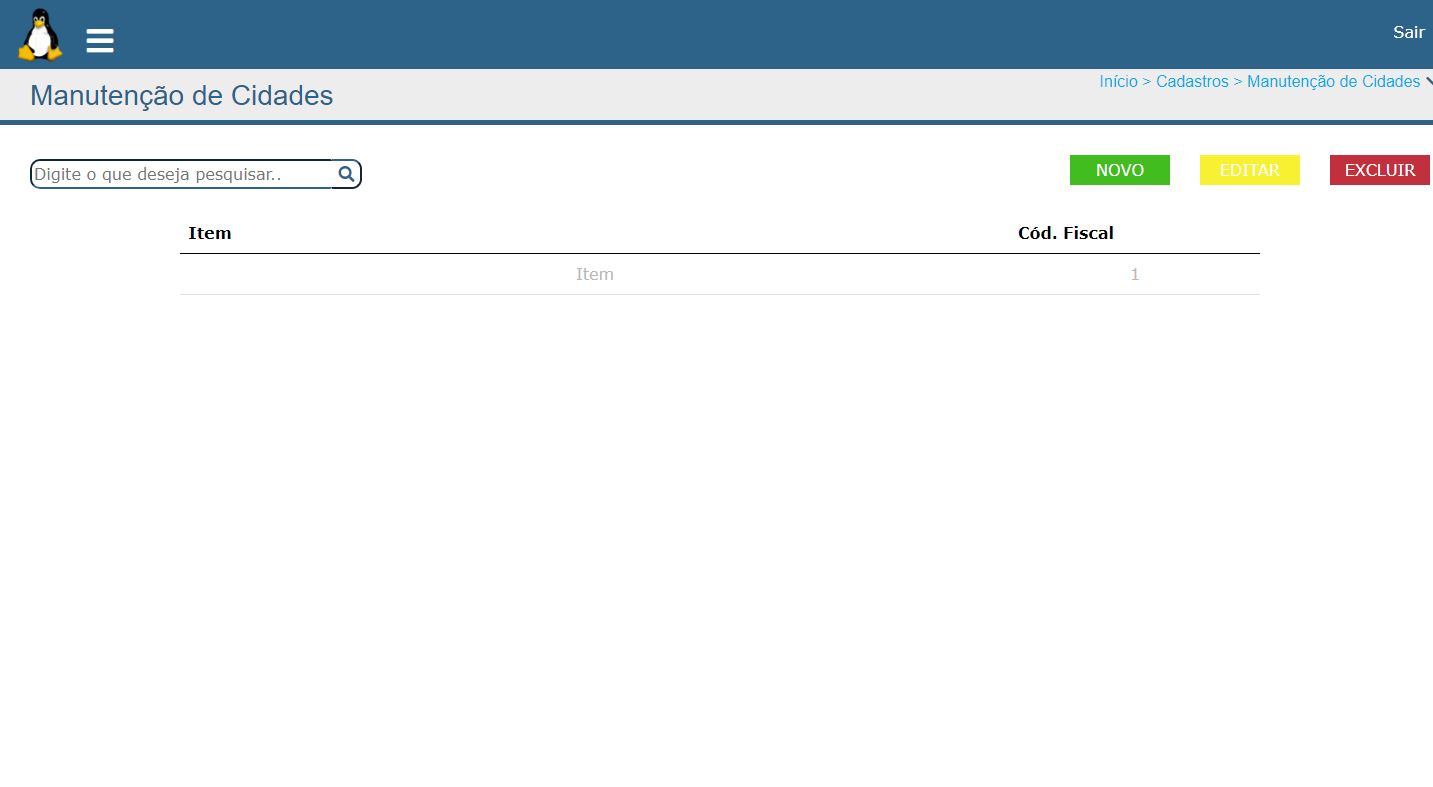 Sair
Manutenção de Cidades
Início > Cadastros > Manutenção de Cidades
Digite o que deseja pesquisar..
NOVO EDITAR EXCLUIR
Item Cód. Fiscal
Item 1